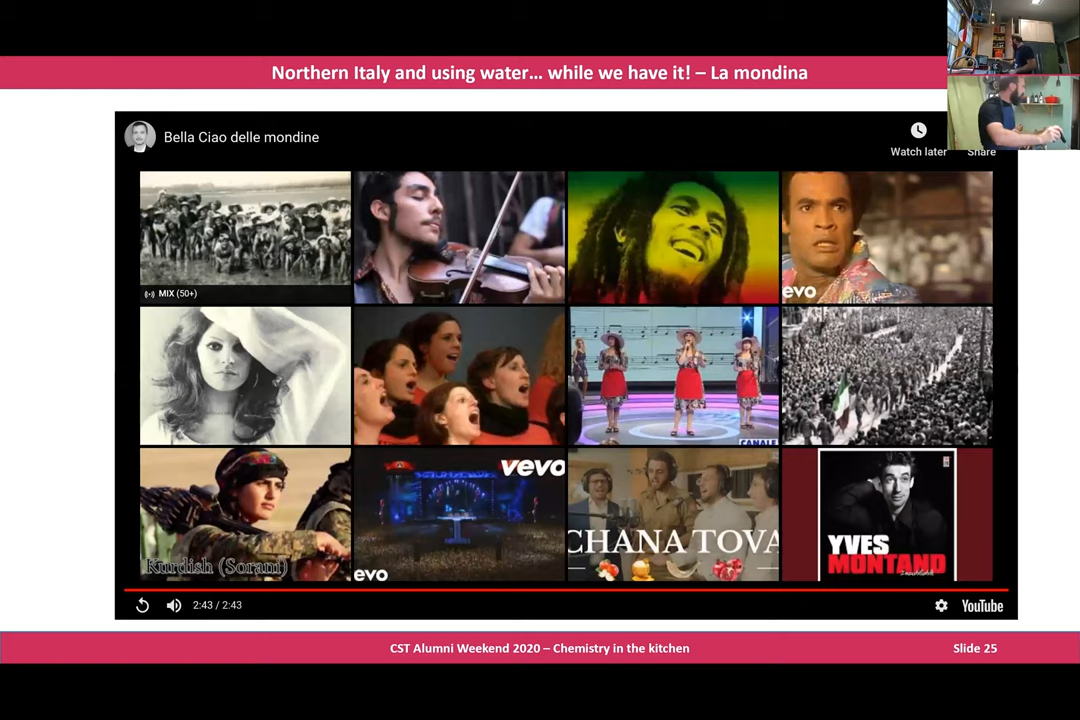 Northern Italy and using water... while we have it! – La mondina
Bella Ciao delle mondine
Watch later
Share
MIX (50+)
evo
CANALE
Kurdish (Sorani)
vevo
evo
CHANA TOVA
YVES
MONTAND
2:43 / 2:43
YouTube
CST Alumni Weekend 2020 – Chemistry in the kitchen
Slide 25